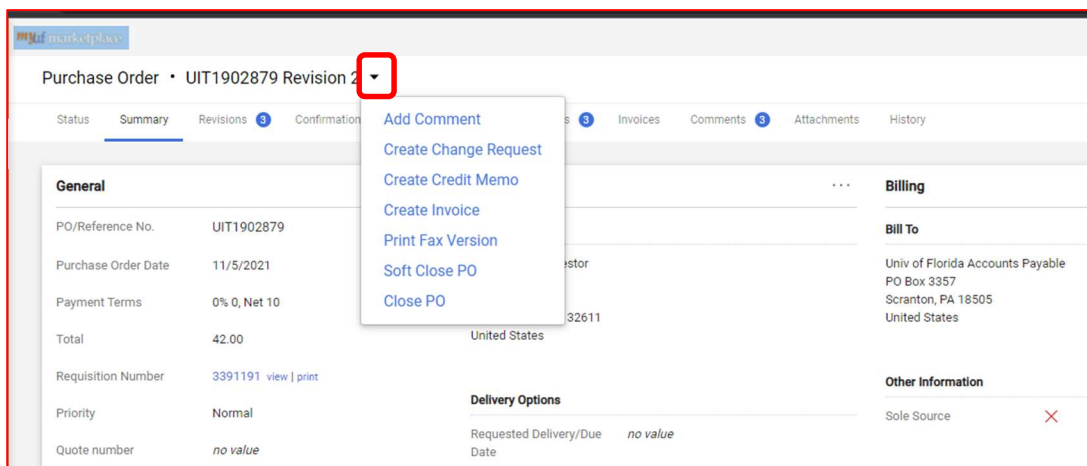 myuf marketplace
Purchase Order • UIT1902879 Revision 2
Status Summary Revisions 3 Confirmation s 3 Invoices Comments 3 Attachments History
Add Comment
Create Change Request
Create Credit Memo
Create Invoice
Print Fax Version
Soft Close PO
Close PO
General
PO/Reference No. UIT1902879
Purchase Order Date 11/5/2021
Payment Terms 0% 0, Net 10
Total 42.00
Requisition Number 3391191 view | print
Priority Normal
Quote number no value
...
estor
32611
United States
Delivery Options
Requested Delivery/Due no value
Date
Billing
Bill To
Univ of Florida Accounts Payable
PO Box 3357
Scranton, PA 18505
United States
Other Information
Sole Source